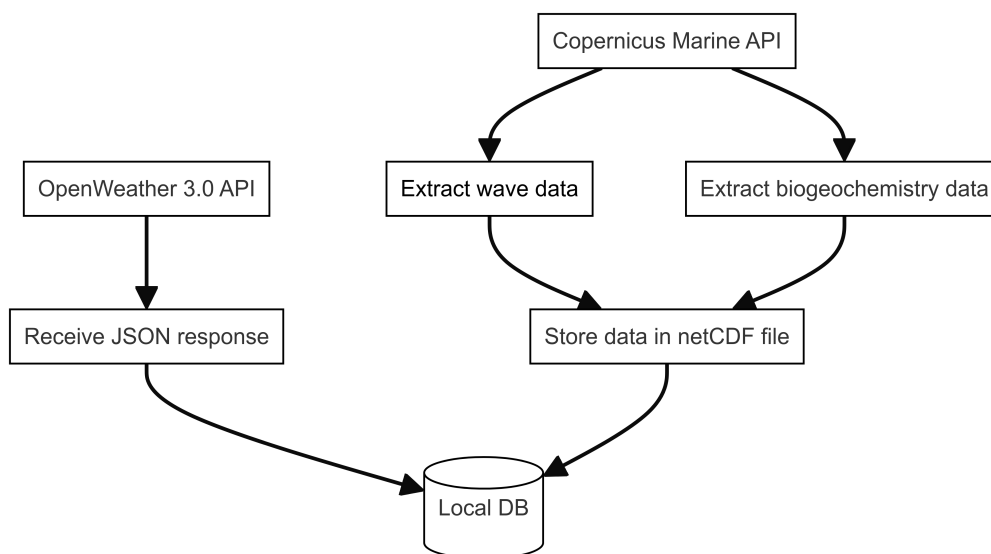 Copernicus Marine API
OpenWeather 3.0 API
Extract wave data
Extract biogeochemistry data
Receive JSON response
Store data in netCDF file
Local DB